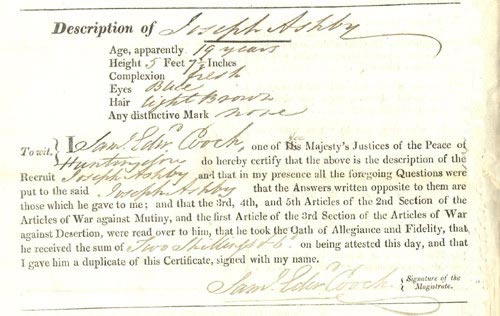 Description of Joseph Ashby
Age, apparently 19 years
Height 5 Feet 7½ Inches
Complexion fresh
Eyes Blue
Hair Light Brown
Any distinctive Mark none
To wit. } I Saml. Edwd. Cooch, one of His Majesty's Justices of the Peace of
Huntingdon do hereby certify that the above is the description of the
Recruit Joseph Ashby and that in my presence all the foregoing Questions were
put to the said Joseph Ashby that the Answers written opposite to them are
those which he gave to me; and that the 3rd, 4th, and 5th Articles of the 2nd Section of the
Articles of War against Mutiny, and the first Article of the 3rd Section of the Articles of War
against Desertion, were read over to him, that he took the Oath of Allegiance and Fidelity, that
he received the sum of Two Shillings & 6d. on being attested this day, and that
I gave him a duplicate of this Certificate, signed with my name.
Saml. Edwd. Cooch { Signature of the
Magistrate.